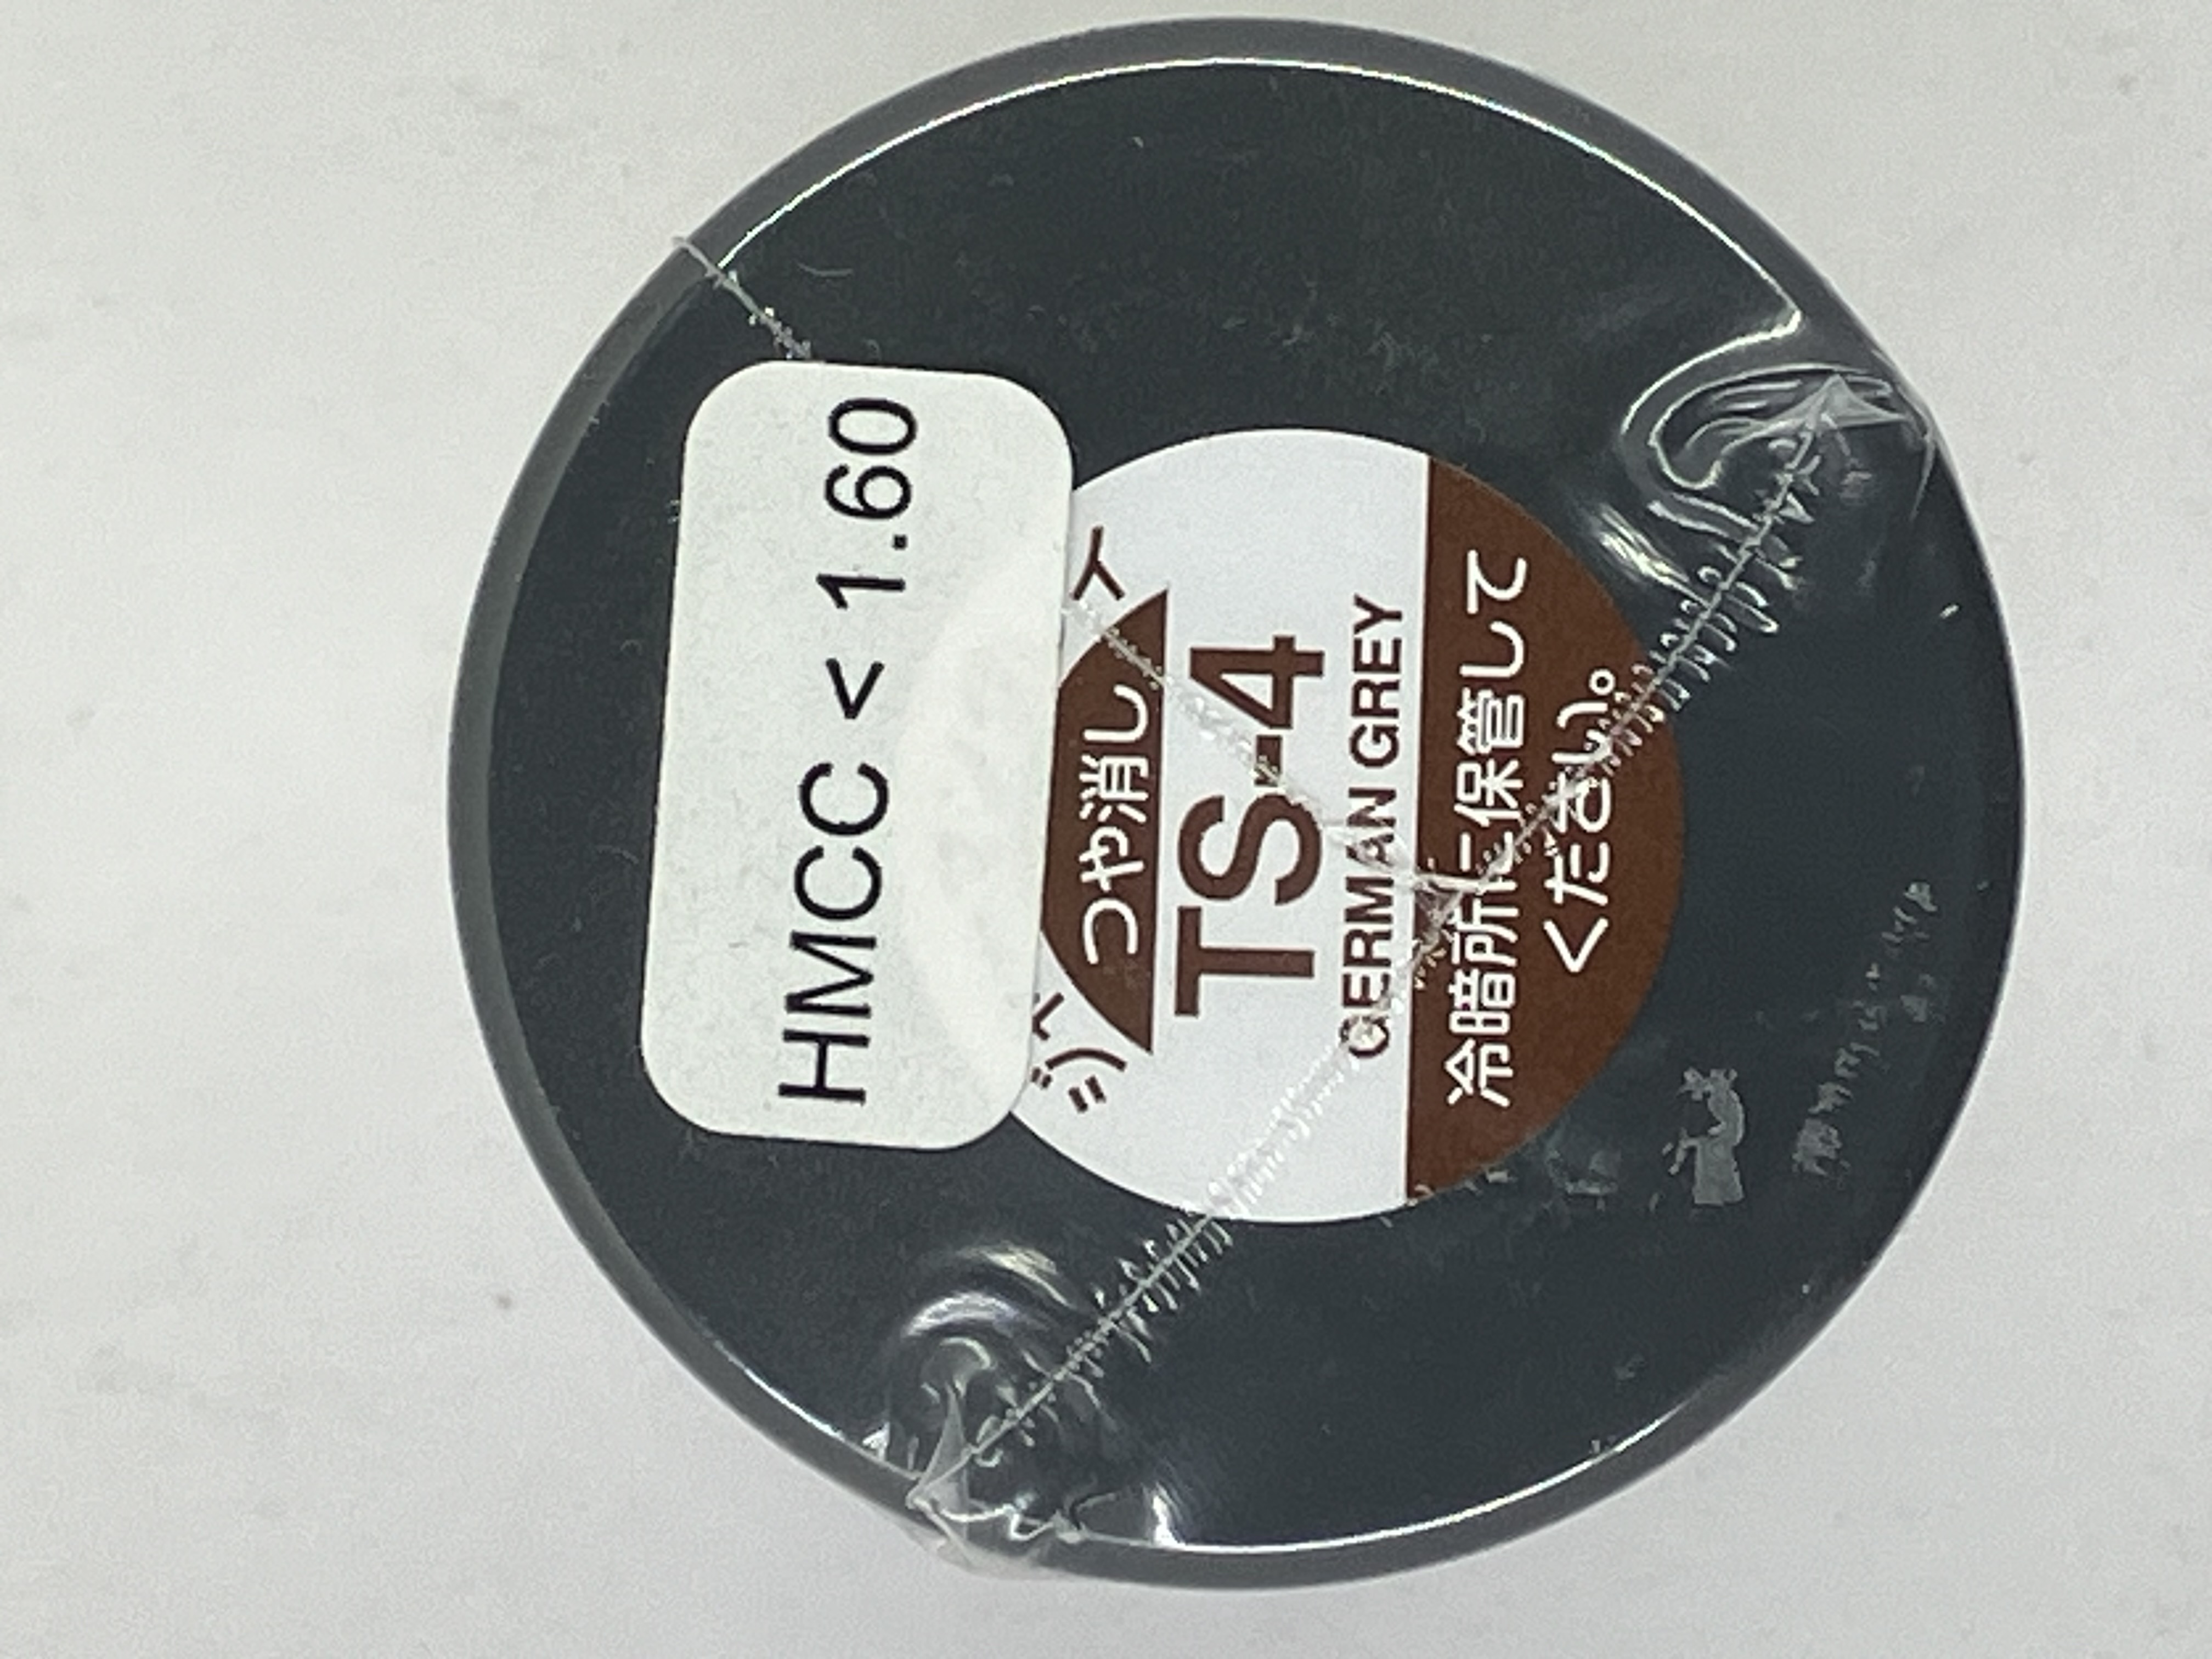 HMCC < 1.60
つや消し
TS-4
GERMAN GREY
冷暗所に保管して
ください。